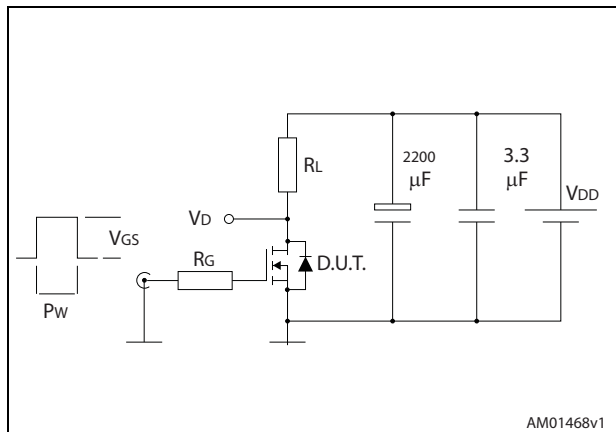 RL
2200
μF
3.3
μF
VDD
VD
VGS
RG
D.U.T.
PW
AM01468v1